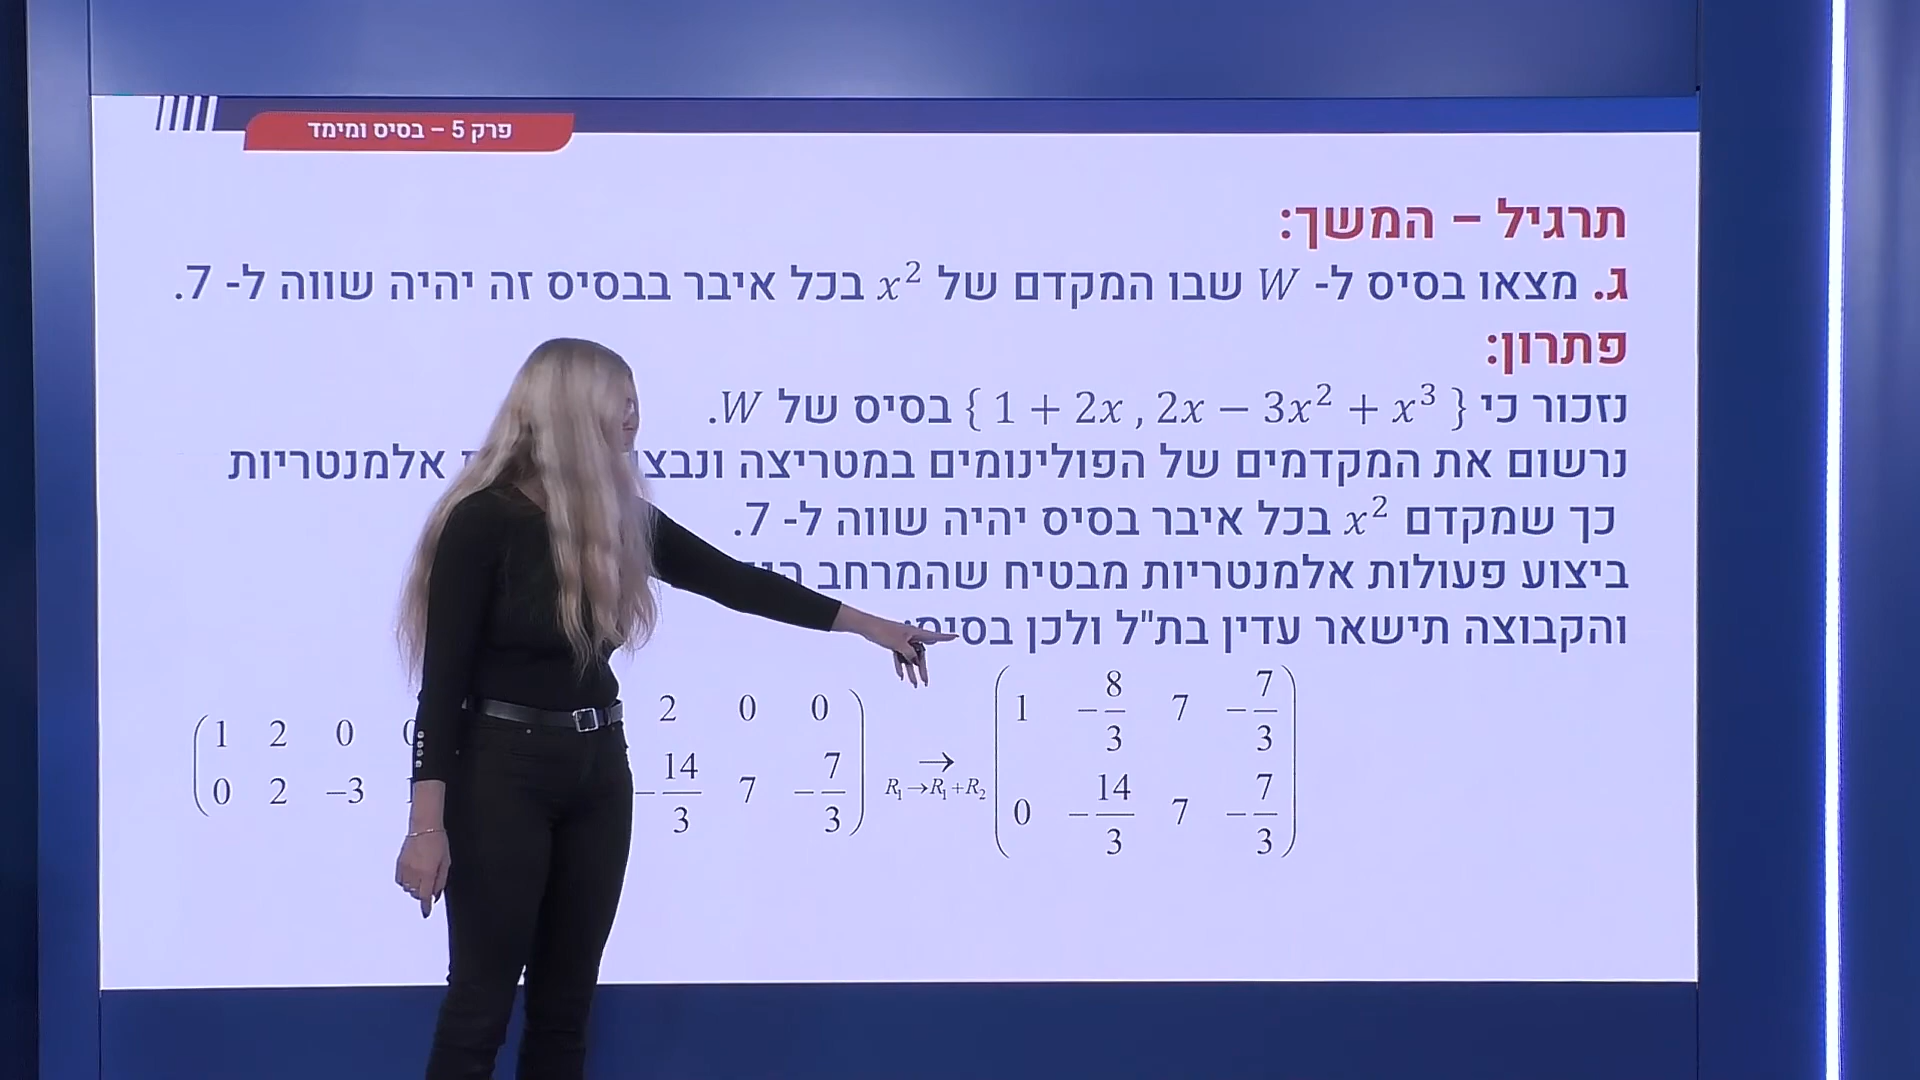 פרק 5 – בסיס ומימד
תרגיל – המשך:
ג. מצאו בסיס ל- W שבו המקדם של x² בכל איבר בבסיס זה יהיה שווה ל- 7.
פתרון:
נזכור כי { 1 + 2x , 2x − 3x² + x³ } בסיס של W.
נרשום את המקדמים של הפולינומים במטריצה אלמנטריות
כך שמקדם x² בכל איבר בסיס יהיה שווה ל- 7.
ביצוע פעולות אלמנטריות מבטיח שהמרחב
והקבוצה תישאר עדין בת"ל ולכן בסיס:
1 2 0 2 0 0 1 −8/3 7 −7/3
0 2 −3 −14/3 7 −7/3 → R₁→R₁+R₂ 0 −14/3 7 −7/3